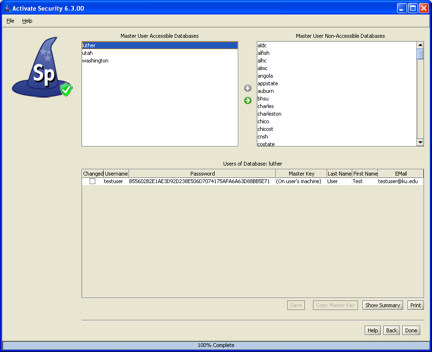 Activate Security 6.3.00
File Help
Master User Accessible Databases
Master User Non-Accessible Databases
Sp
luther
utah
washington
aldc
alfish
alhc
almc
angola
appstate
auburn
bhsu
charles
charleston
chico
chicost
cnsh
costate
Users of Database: luther
Changed Username Passsword Master Key Last Name First Name EMail
testuser (On user's machine) User Test testuser@ku.edu
Save Copy Master Key Show Summary Print
Help Back Done
100% Complete